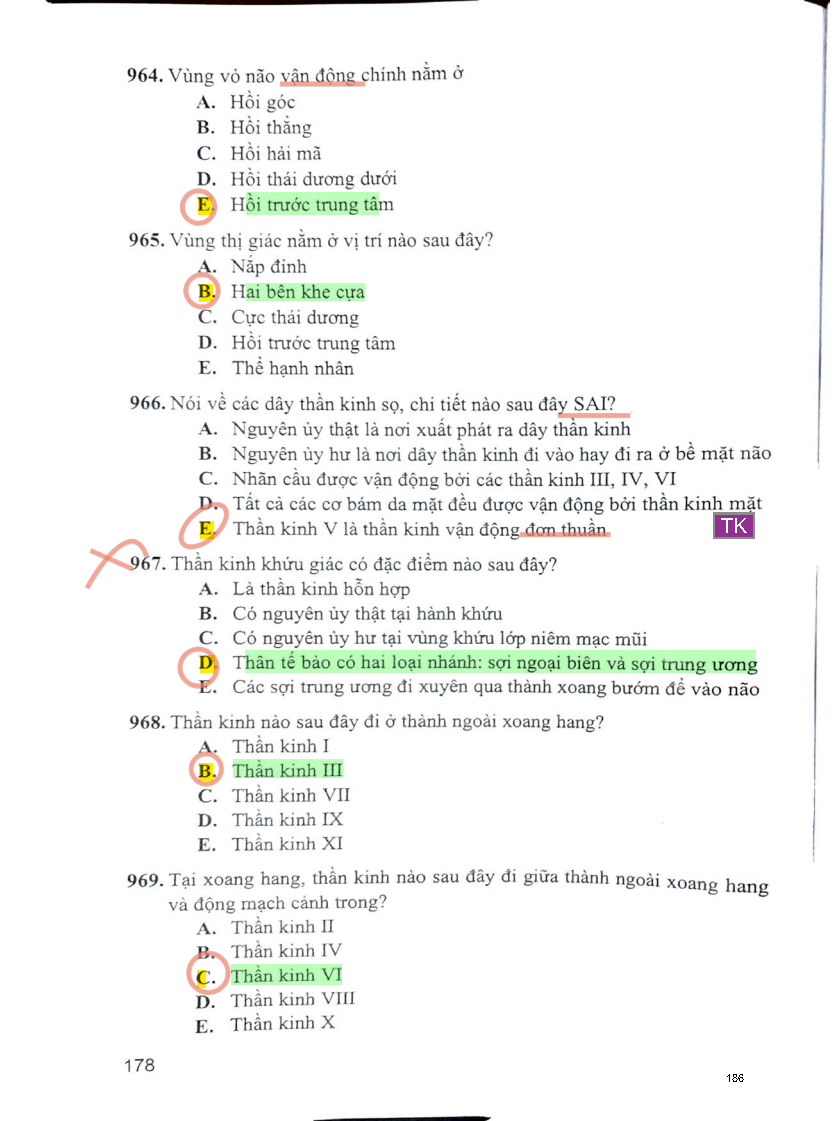 964. Vùng vỏ não vận động chính nằm ở
A. Hồi góc
B. Hồi thẳng
C. Hồi hải mã
D. Hồi thái dương dưới
E. Hồi trước trung tâm
965. Vùng thị giác nằm ở vị trí nào sau đây?
A. Nắp đỉnh
B. Hai bên khe cựa
C. Cực thái dương
D. Hồi trước trung tâm
E. Thể hạnh nhân
966. Nói về các dây thần kinh sọ, chi tiết nào sau đây SAI?
A. Nguyên ủy thật là nơi xuất phát ra dây thần kinh
B. Nguyên ủy hư là nơi dây thần kinh đi vào hay đi ra ở bề mặt não
C. Nhãn cầu được vận động bởi các thần kinh III, IV, VI
D. Tất cả các cơ bám da mặt đều được vận động bởi thần kinh mặt
E. Thần kinh V là thần kinh vận động đơn thuần
TK
967. Thần kinh khứu giác có đặc điểm nào sau đây?
A. Là thần kinh hỗn hợp
B. Có nguyên ủy thật tại hành khứu
C. Có nguyên ủy hư tại vùng khứu lớp niêm mạc mũi
D. Thân tế bào có hai loại nhánh: sợi ngoại biên và sợi trung ương
E. Các sợi trung ương đi xuyên qua thành xoang bướm để vào não
968. Thần kinh nào sau đây đi ở thành ngoài xoang hang?
A. Thần kinh I
B. Thần kinh III
C. Thần kinh VII
D. Thần kinh IX
E. Thần kinh XI
969. Tại xoang hang, thần kinh nào sau đây đi giữa thành ngoài xoang hang
và động mạch cảnh trong?
A. Thần kinh II
B. Thần kinh IV
C. Thần kinh VI
D. Thần kinh VIII
E. Thần kinh X
178
186